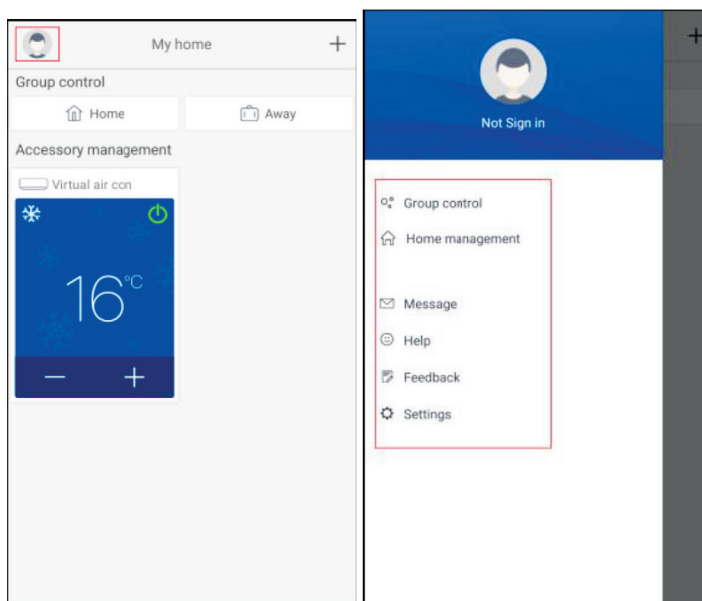 My home
+
Group control
Home
Away
Accessory management
Virtual air con
16°C
— +
Not Sign in
Group control
Home management
Message
Help
Feedback
Settings
+